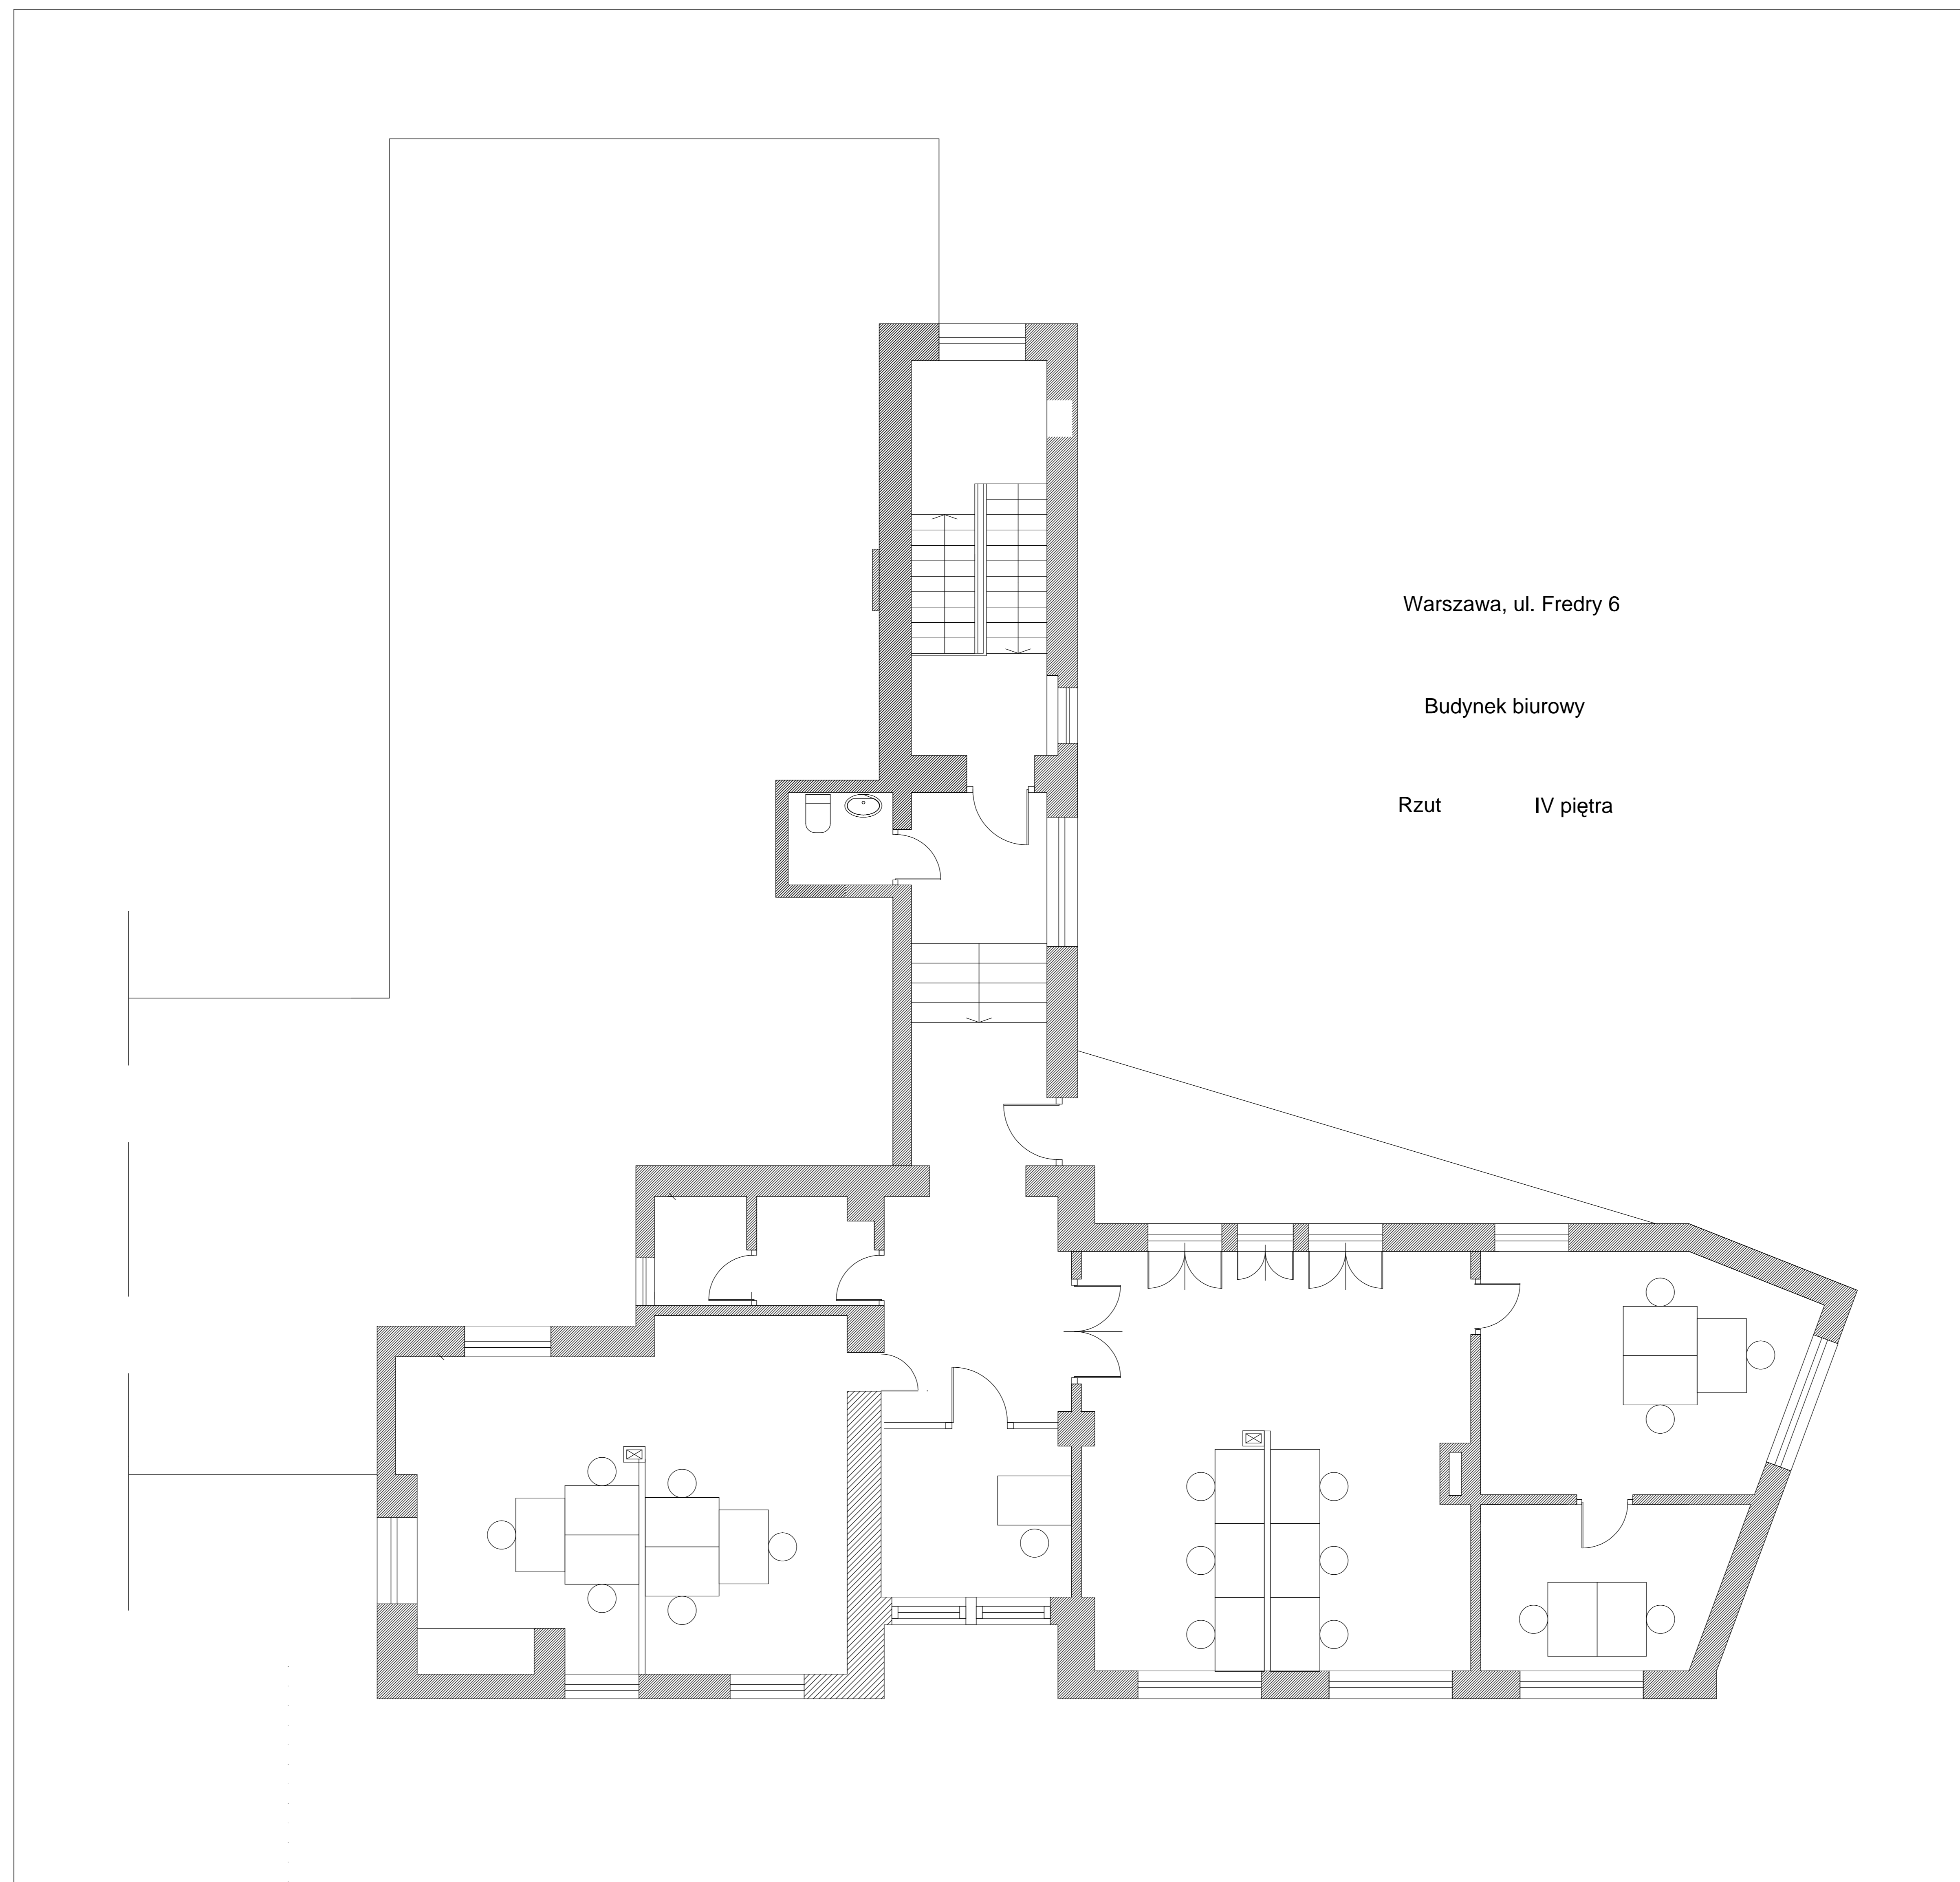 Warszawa, ul. Fredry 6
Budynek biurowy
Rzut IV piętra